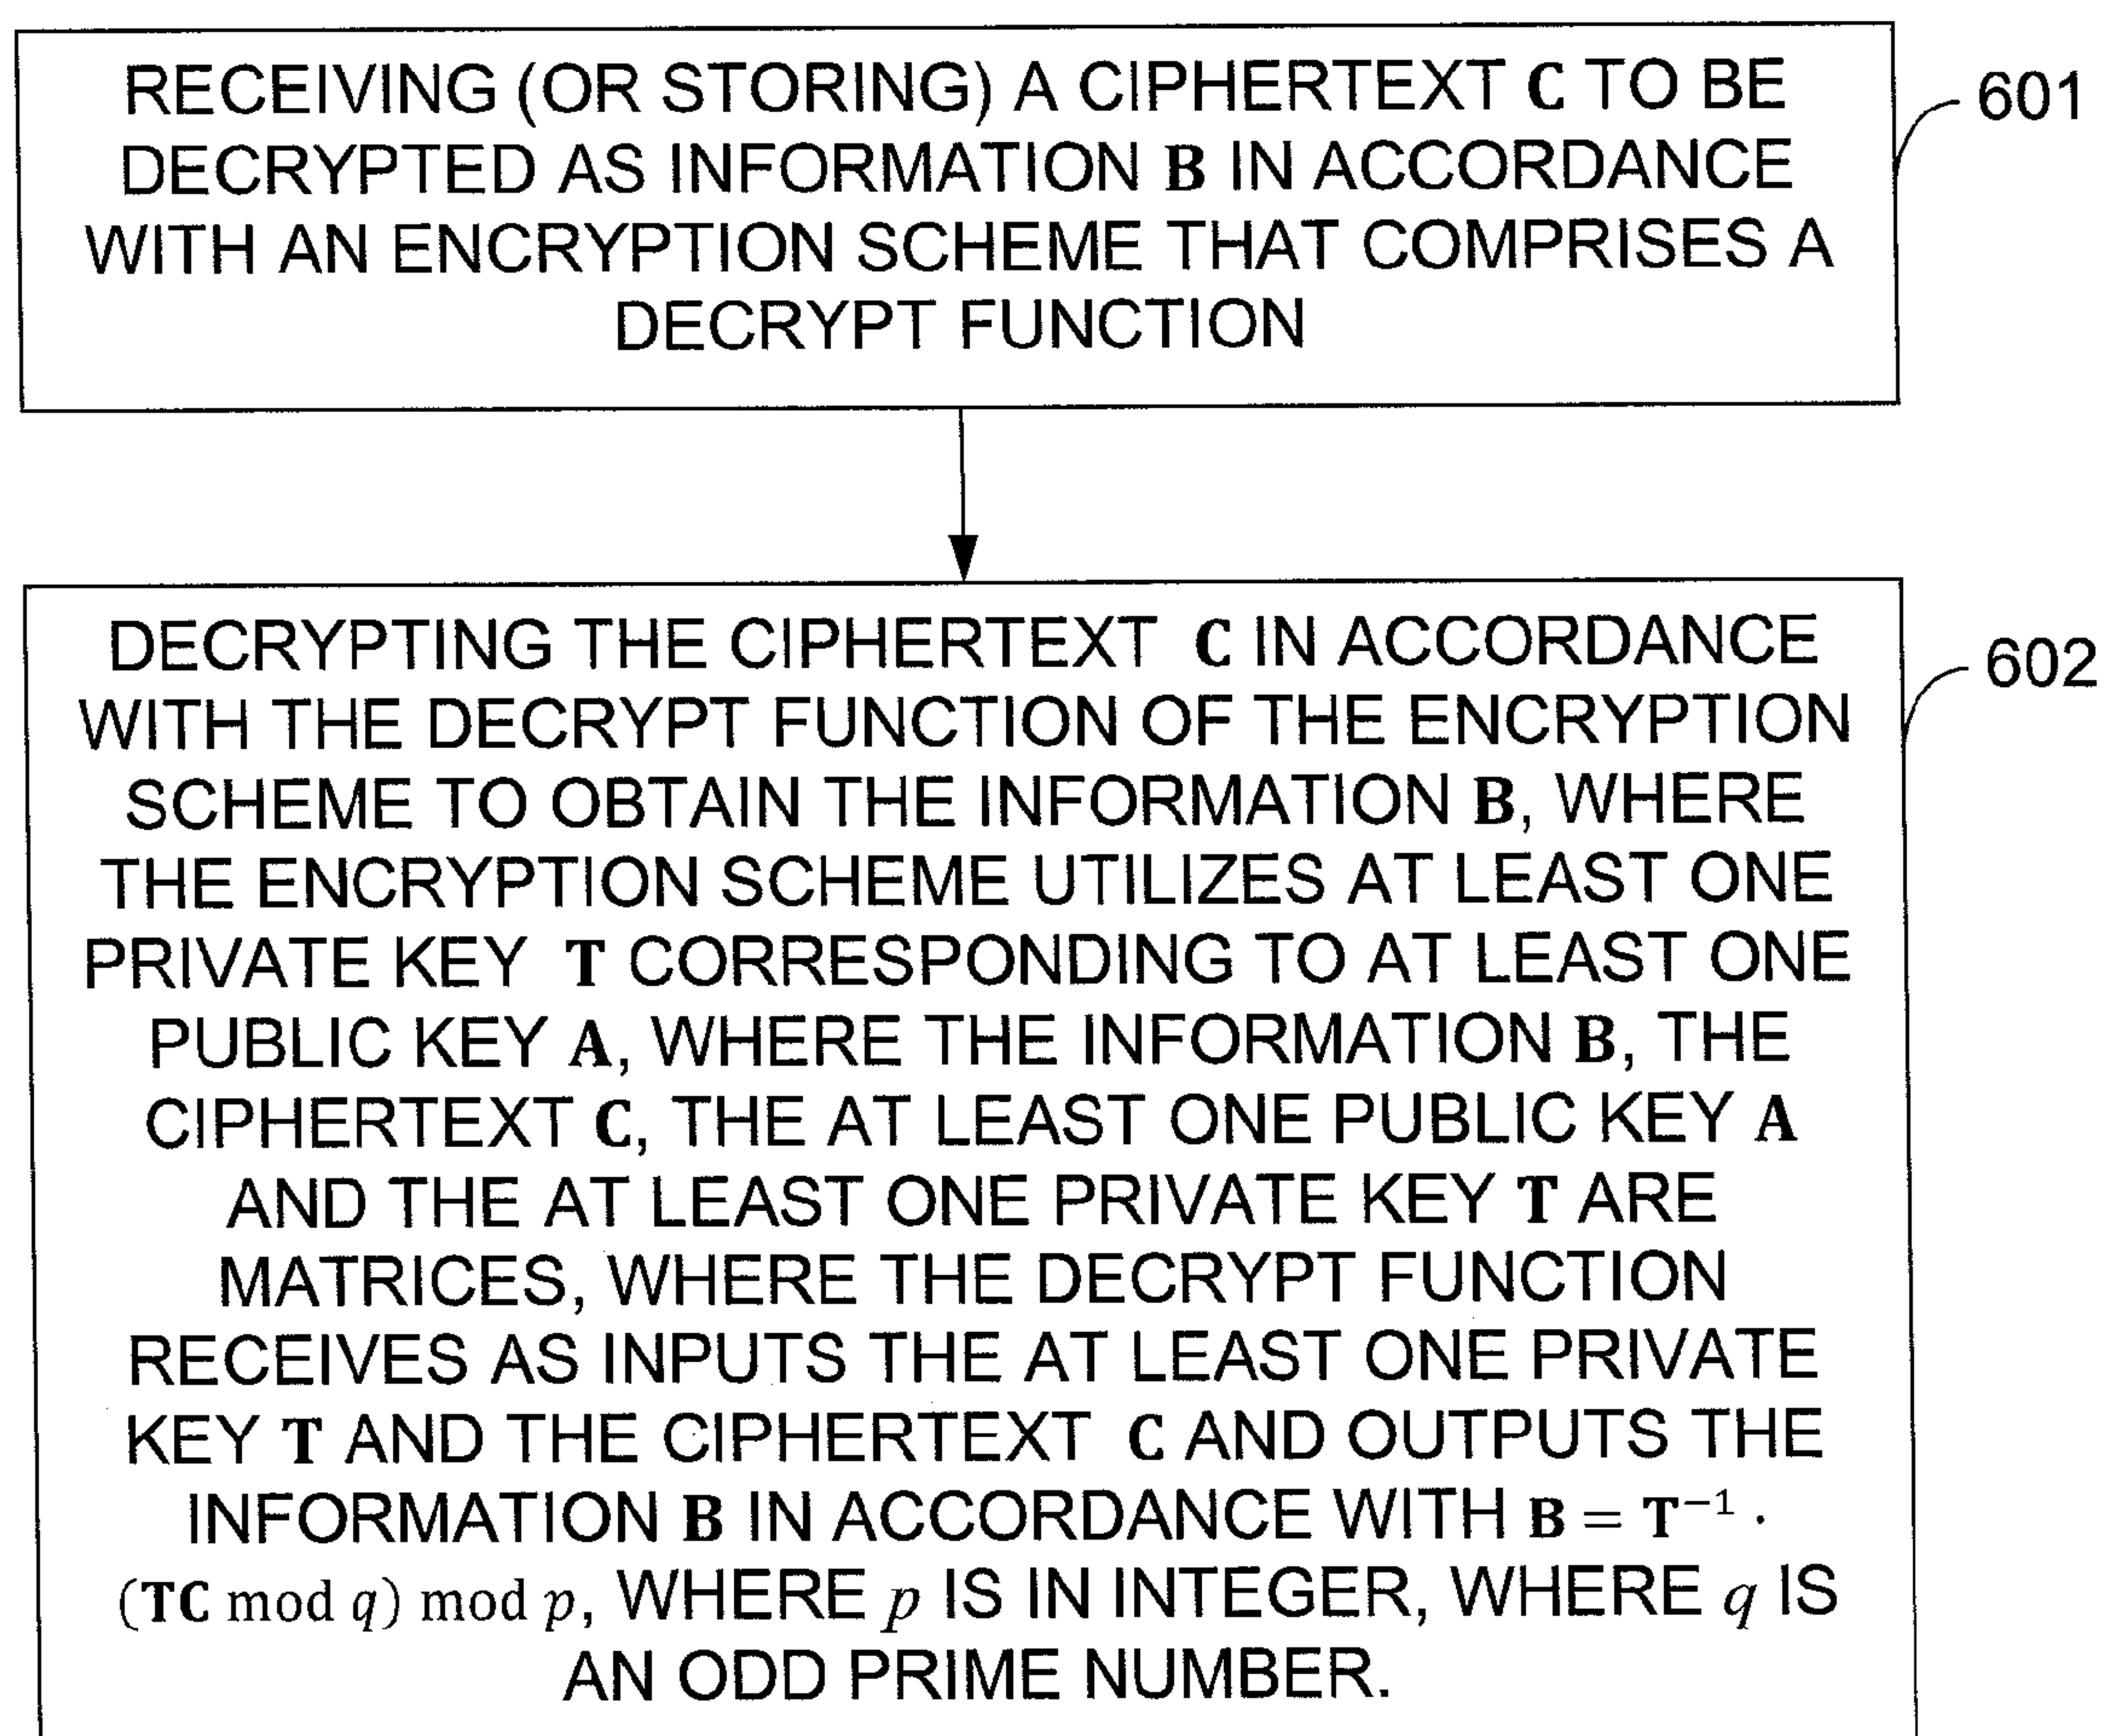 RECEIVING (OR STORING) A CIPHERTEXT C TO BE
DECRYPTED AS INFORMATION B IN ACCORDANCE
WITH AN ENCRYPTION SCHEME THAT COMPRISES A
DECRYPT FUNCTION
601
DECRYPTING THE CIPHERTEXT C IN ACCORDANCE
WITH THE DECRYPT FUNCTION OF THE ENCRYPTION
SCHEME TO OBTAIN THE INFORMATION B, WHERE
THE ENCRYPTION SCHEME UTILIZES AT LEAST ONE
PRIVATE KEY T CORRESPONDING TO AT LEAST ONE
PUBLIC KEY A, WHERE THE INFORMATION B, THE
CIPHERTEXT C, THE AT LEAST ONE PUBLIC KEY A
AND THE AT LEAST ONE PRIVATE KEY T ARE
MATRICES, WHERE THE DECRYPT FUNCTION
RECEIVES AS INPUTS THE AT LEAST ONE PRIVATE
KEY T AND THE CIPHERTEXT C AND OUTPUTS THE
INFORMATION B IN ACCORDANCE WITH B = T⁻¹ ·
(TC mod q) mod p, WHERE p IS IN INTEGER, WHERE q IS
AN ODD PRIME NUMBER.
602